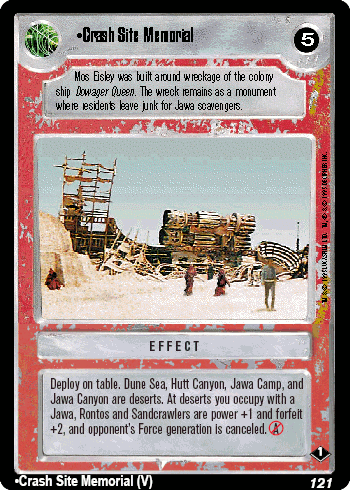 •Crash Site Memorial
5
Mos Eisley was built around wreckage of the colony
ship Dowager Queen. The wreck remains as a monument
where residents leave junk for Jawa scavengers.
EFFECT
Deploy on table. Dune Sea, Hutt Canyon, Jawa Camp, and
Jawa Canyon are deserts. At deserts you occupy with a
Jawa, Rontos and Sandcrawlers are power +1 and forfeit
+2, and opponent's Force generation is canceled.
1
•Crash Site Memorial (V)
121